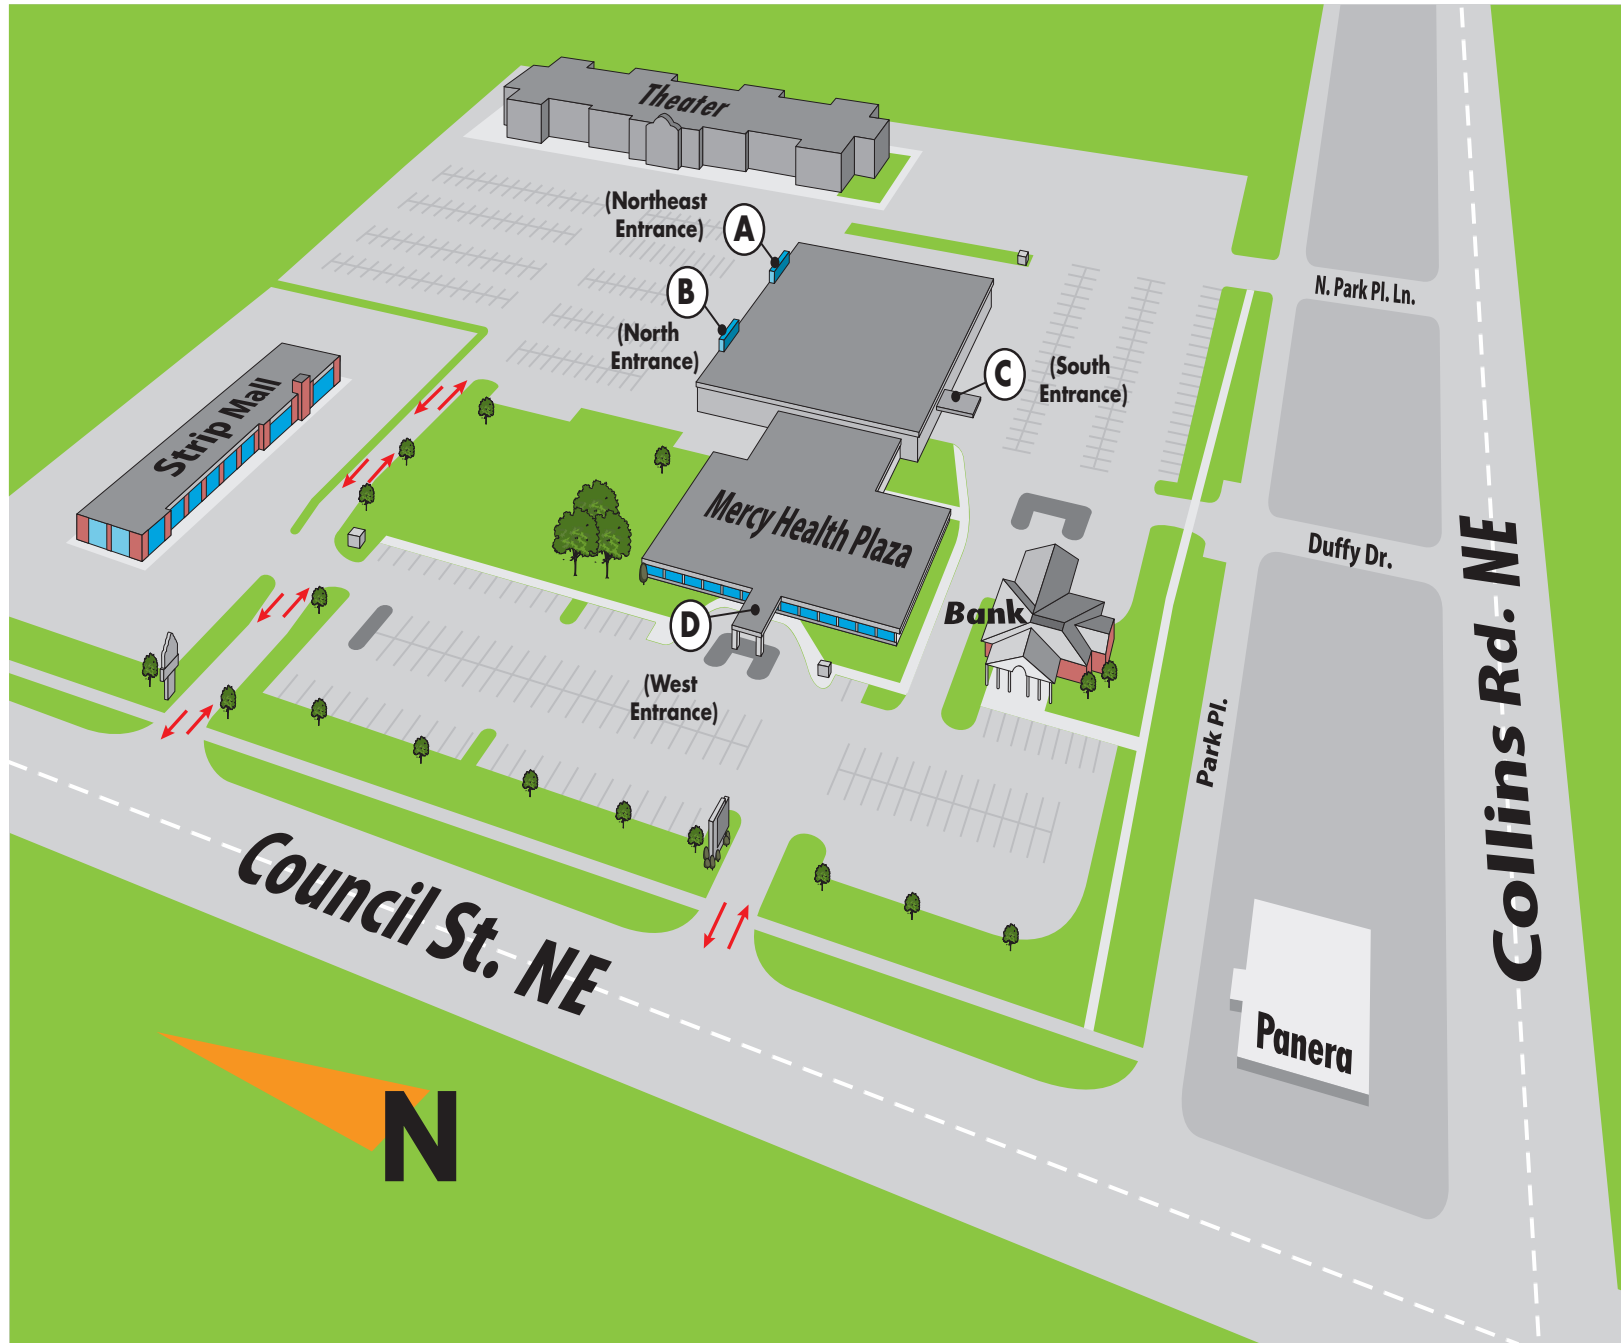 Theater
(Northeast
Entrance)
A
B
(North
Entrance)
N. Park Pl. Ln.
C
(South
Entrance)
Strip Mall
Mercy Health Plaza
Duffy Dr.
Bank
D
(West
Entrance)
Park Pl.
Collins Rd. NE
Council St. NE
Panera
N